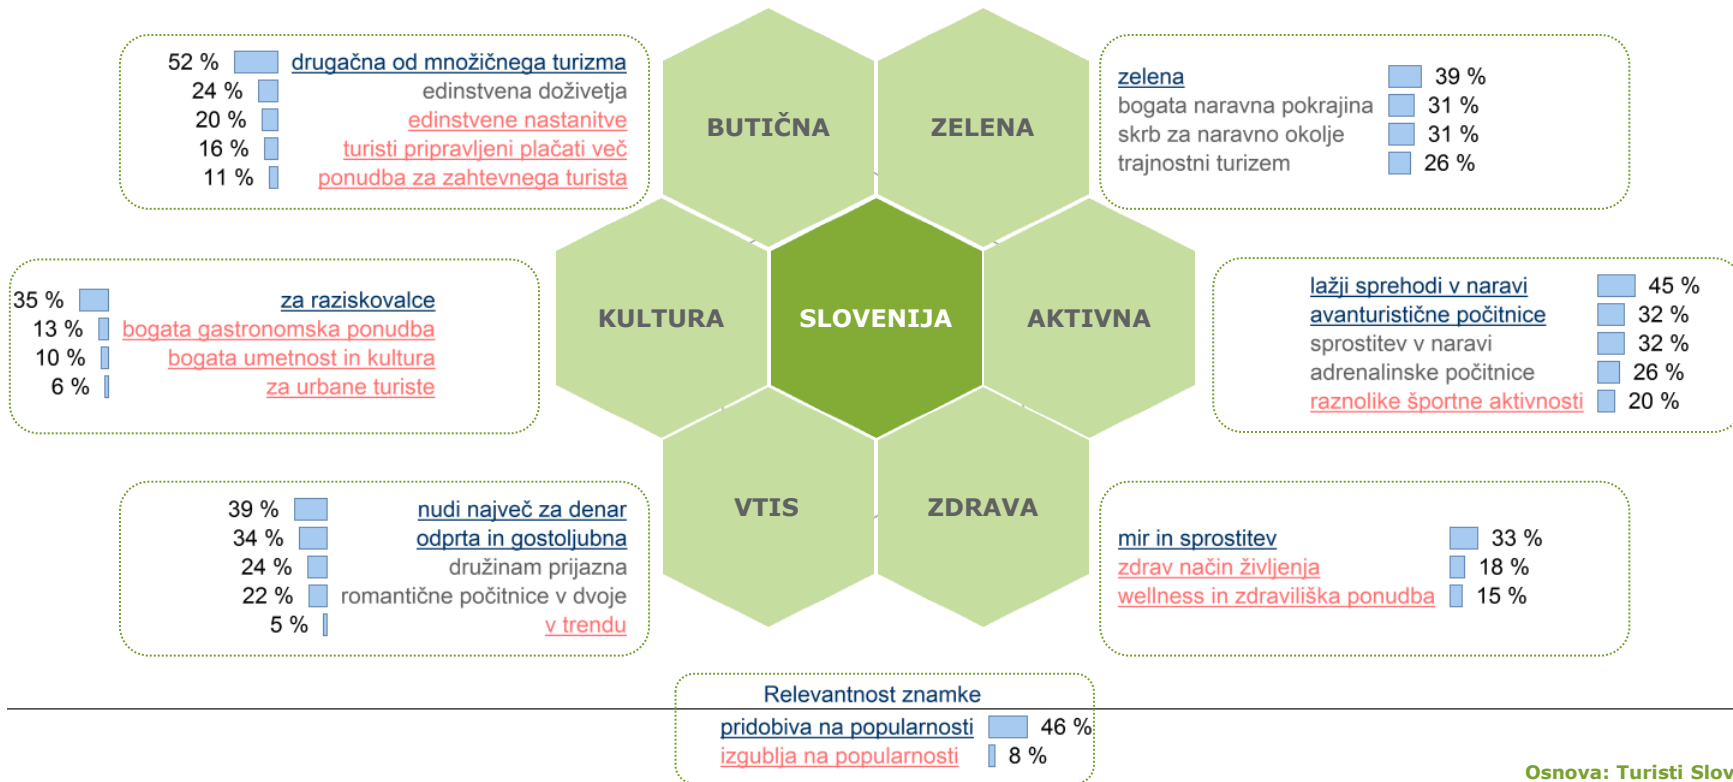 52 % drugačna od množičnega turizma
24 % edinstvena doživetja
20 % edinstvene nastanitve
16 % turisti pripravljeni plačati več
11 % ponudba za zahtevnega turista
BUTIČNA
ZELENA
zelena 39 %
bogata naravna pokrajina 31 %
skrb za naravno okolje 31 %
trajnostni turizem 26 %
35 % za raziskovalce
13 % bogata gastronomska ponudba
10 % bogata umetnost in kultura
6 % za urbane turiste
KULTURA
SLOVENIJA
AKTIVNA
lažji sprehodi v naravi 45 %
avanturistične počitnice 32 %
sprostitev v naravi 32 %
adrenalinske počitnice 26 %
raznolike športne aktivnosti 20 %
39 % nudi največ za denar
34 % odprta in gostoljubna
24 % družinam prijazna
22 % romantične počitnice v dvoje
5 % v trendu
VTIS
ZDRAVA
mir in sprostitev 33 %
zdrav način življenja 18 %
wellness in zdraviliška ponudba 15 %
Relevantnost znamke
pridobiva na popularnosti 46 %
izgublja na popularnosti 8 %
Osnova: Turisti Slov